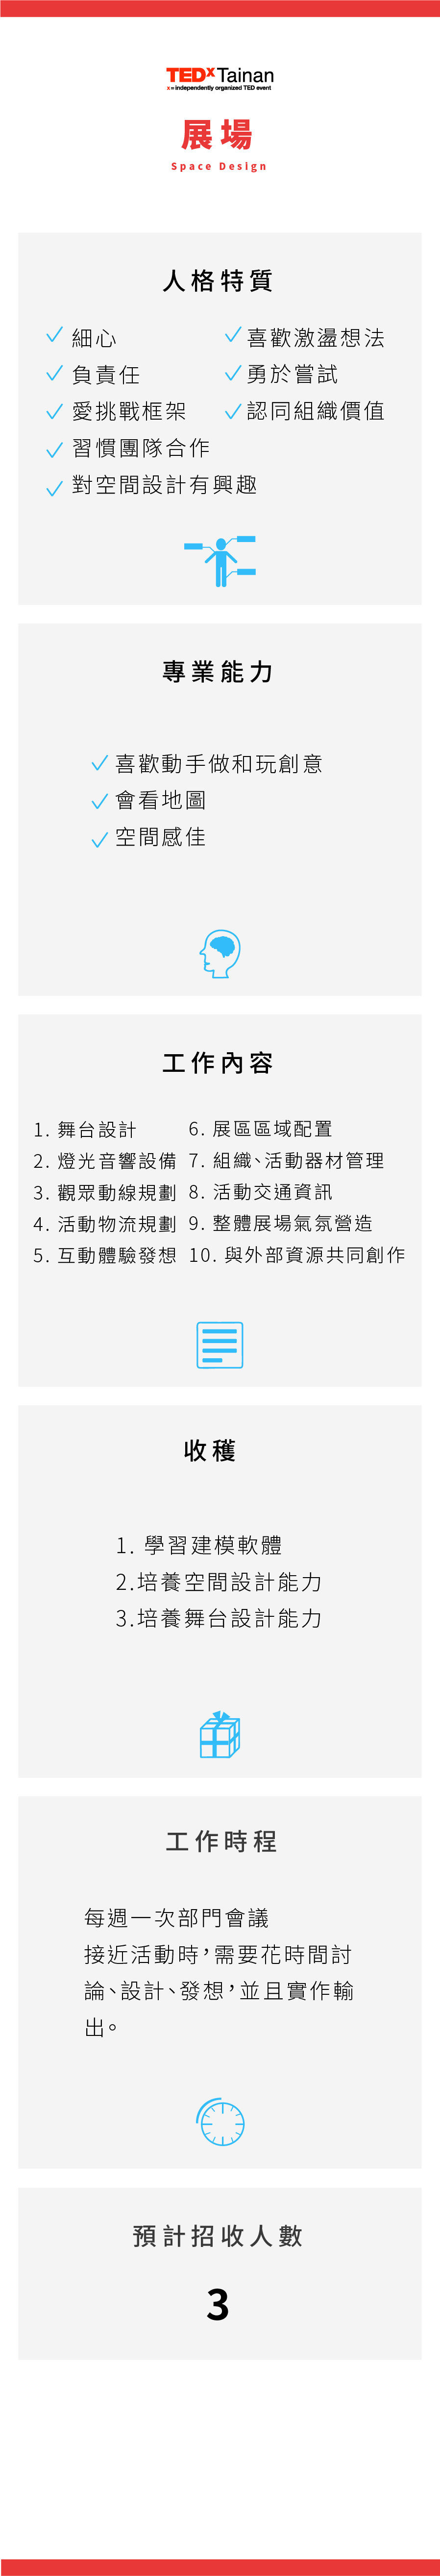 TEDxTainan
x = independently organized TED event
展場
Space Design
人格特質
細心
負責任
愛挑戰框架
習慣團隊合作
對空間設計有興趣
喜歡激盪想法
勇於嘗試
認同組織價值
專業能力
喜歡動手做和玩創意
會看地圖
空間感佳
工作內容
1. 舞台設計
2. 燈光音響設備
3. 觀眾動線規劃
4. 活動物流規劃
5. 互動體驗發想
6. 展區區域配置
7. 組織、活動器材管理
8. 活動交通資訊
9. 整體展場氣氛營造
10. 與外部資源共同創作
收穫
1. 學習建模軟體
2.培養空間設計能力
3.培養舞台設計能力
工作時程
每週一次部門會議
接近活動時，需要花時間討
論、設計、發想，並且實作輸
出。
預計招收人數
3